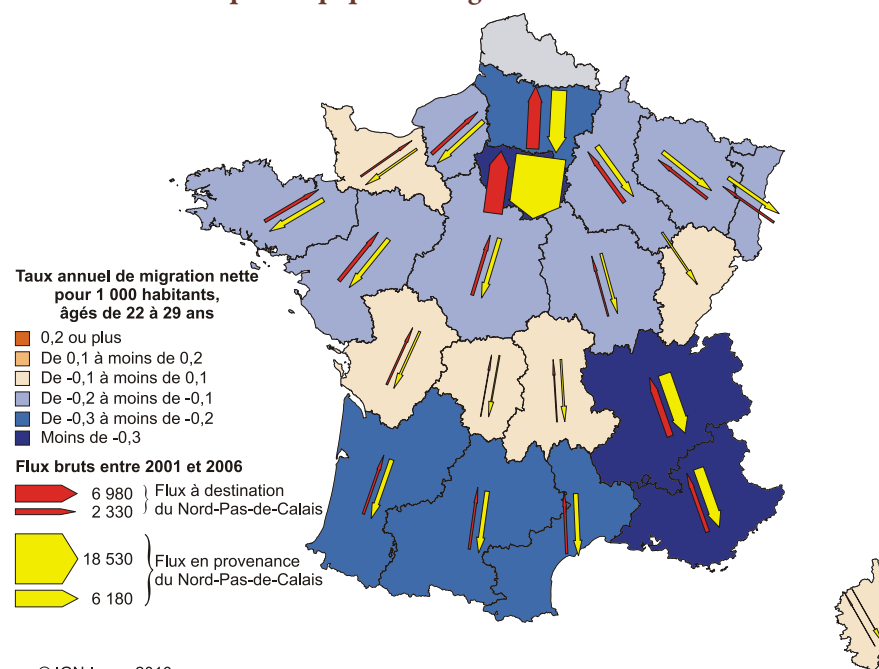 Taux annuel de migration nette
pour 1 000 habitants,
âgés de 22 à 29 ans
0,2 ou plus
De 0,1 à moins de 0,2
De -0,1 à moins de 0,1
De -0,2 à moins de -0,1
De -0,3 à moins de -0,2
Moins de -0,3
Flux bruts entre 2001 et 2006
6 980
2 330
Flux à destination
du Nord-Pas-de-Calais
18 530
6 180
Flux en provenance
du Nord-Pas-de-Calais